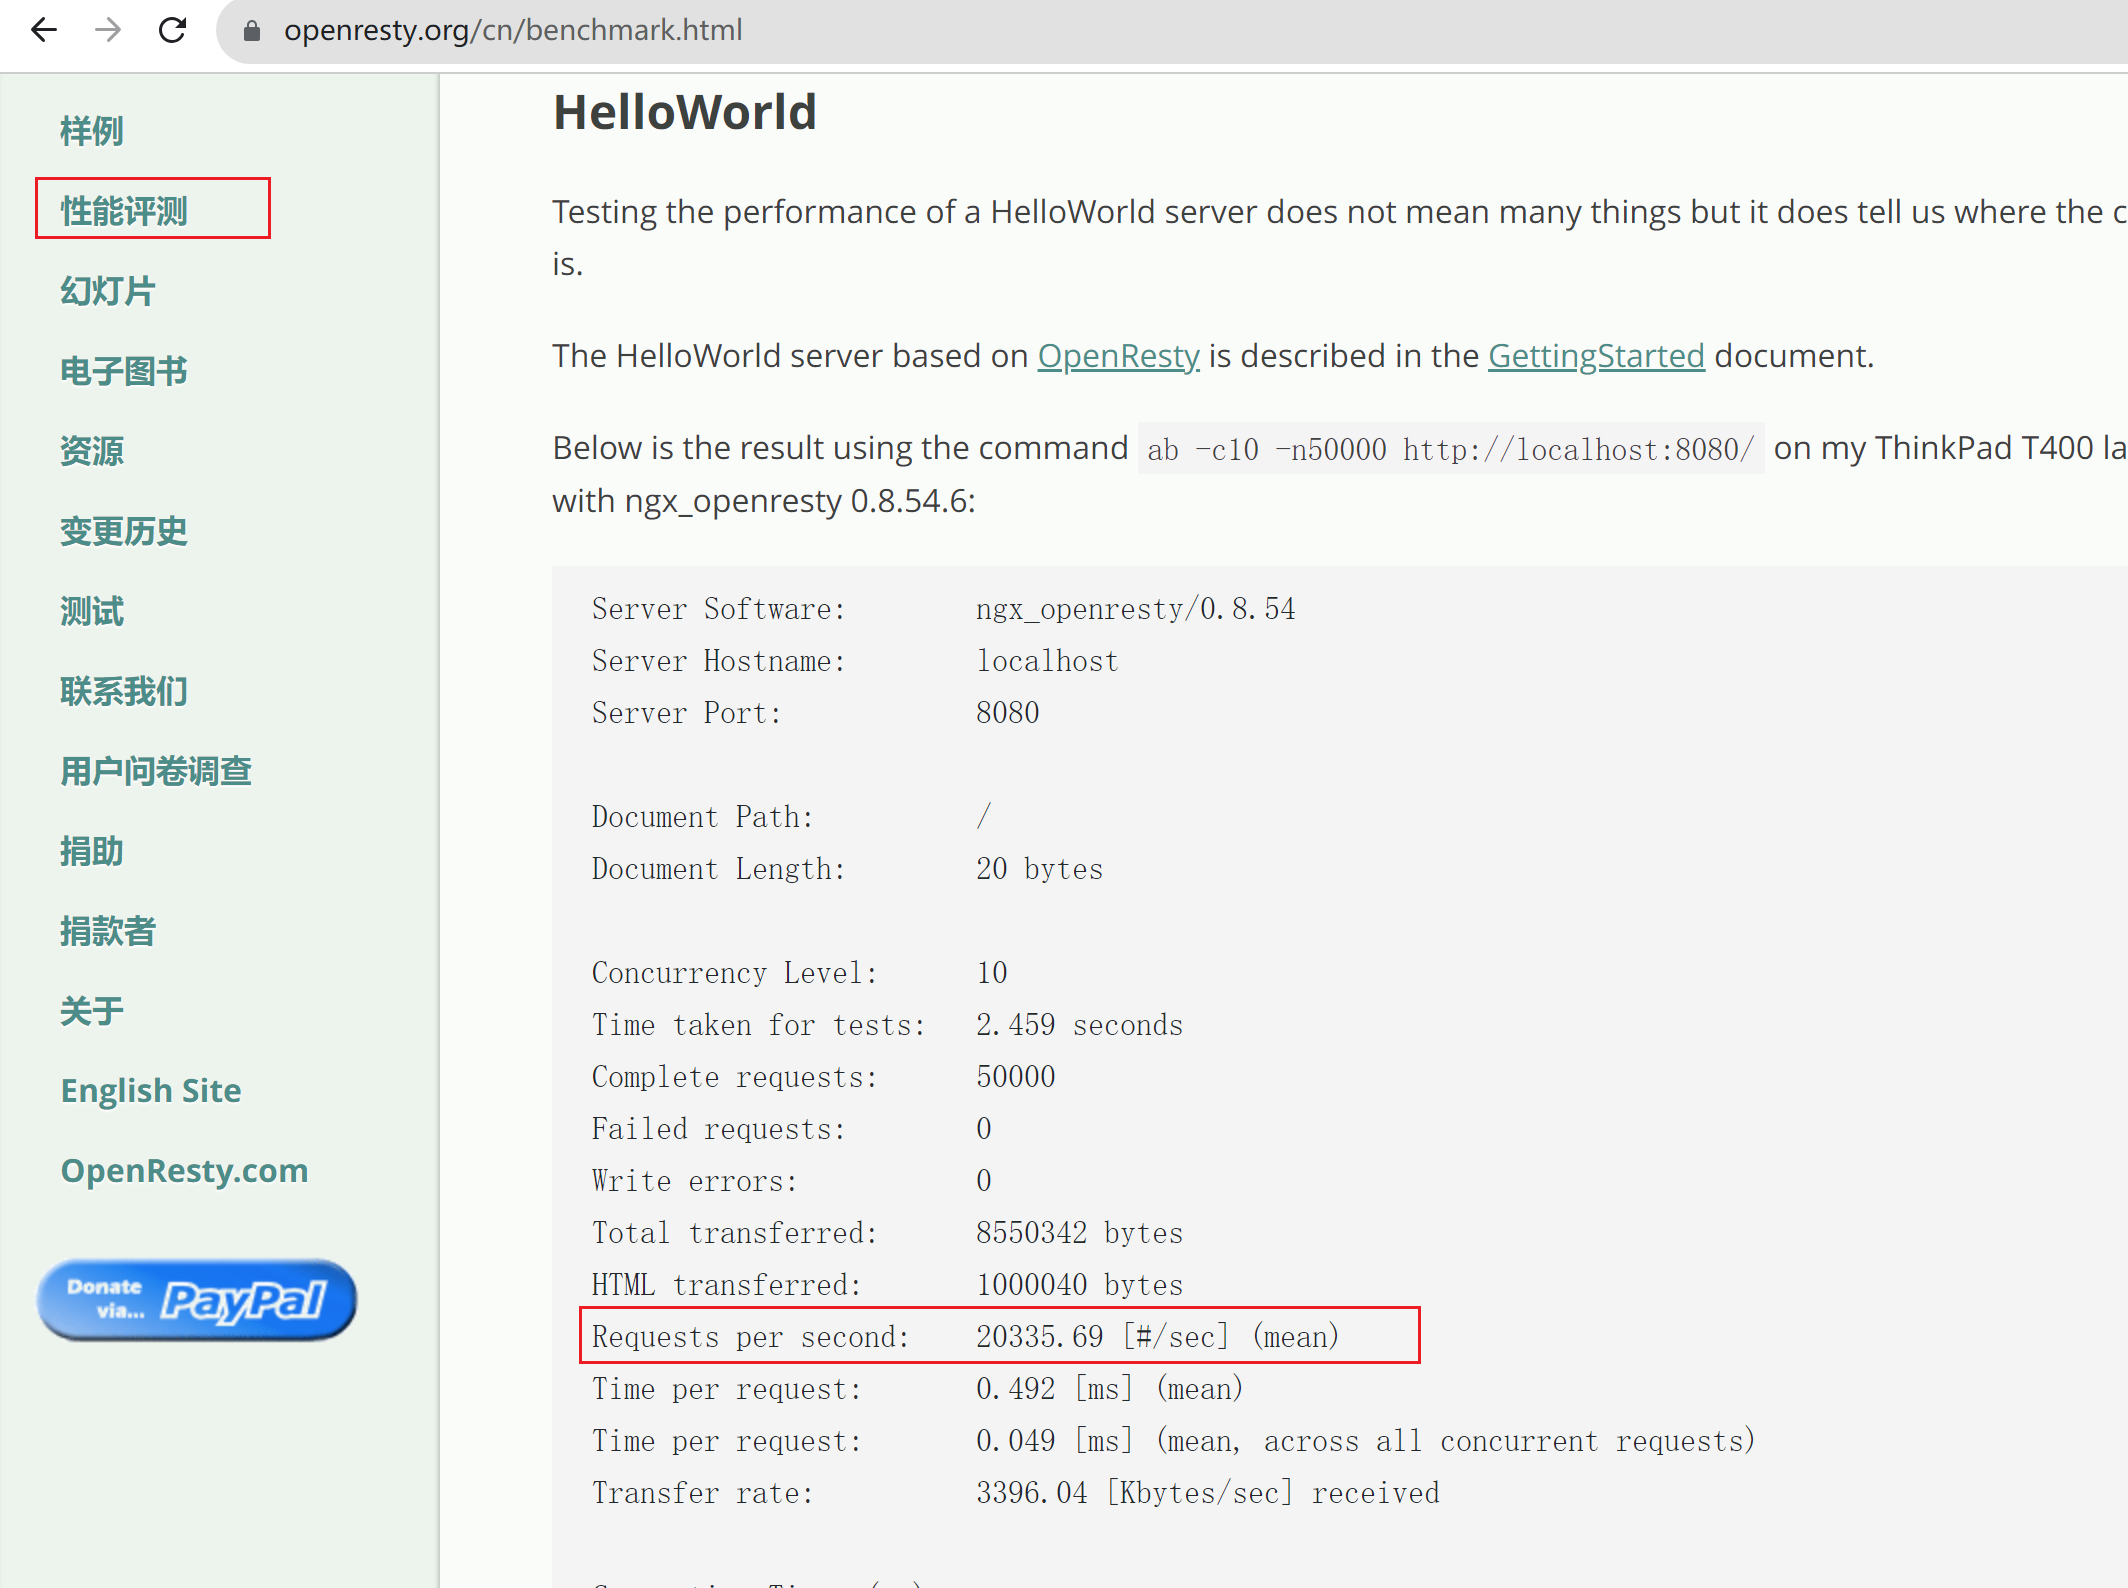 openresty.org/cn/benchmark.html
样例
性能评测
幻灯片
电子图书
资源
变更历史
测试
联系我们
用户问卷调查
捐助
捐款者
关于
English Site
OpenResty.com
Donate
via... PayPal
HelloWorld
Testing the performance of a HelloWorld server does not mean many things but it does tell us where the
is.
The HelloWorld server based on OpenResty is described in the GettingStarted document.
Below is the result using the command ab -c10 -n50000 http://localhost:8080/ on my ThinkPad T400
with ngx_openresty 0.8.54.6:
Server Software: ngx_openresty/0.8.54
Server Hostname: localhost
Server Port: 8080
Document Path: /
Document Length: 20 bytes
Concurrency Level: 10
Time taken for tests: 2.459 seconds
Complete requests: 50000
Failed requests: 0
Write errors: 0
Total transferred: 8550342 bytes
HTML transferred: 1000040 bytes
Requests per second: 20335.69 [#/sec] (mean)
Time per request: 0.492 [ms] (mean)
Time per request: 0.049 [ms] (mean, across all concurrent requests)
Transfer rate: 3396.04 [Kbytes/sec] received